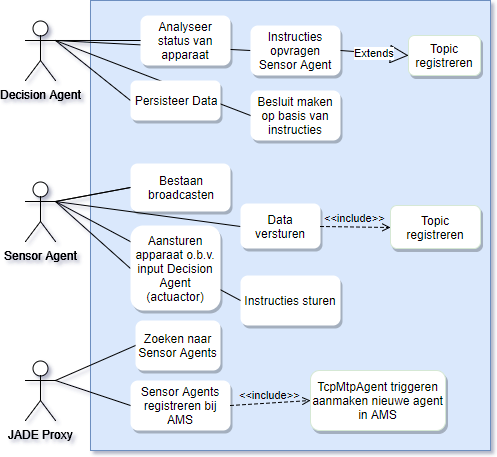 Analyseer
status van
apparaat
Instructies
opvragen
Sensor Agent
Extends
Topic
registreren
Decision Agent
Persisteer Data
Besluit maken
op basis van
instructies
Bestaan
broadcasten
Data
versturen
<<include>>
Topic
registreren
Sensor Agent
Aansturen
apparaat o.b.v.
input Decision
Agent
(actuactor)
Instructies sturen
Zoeken naar
Sensor Agents
Sensor Agents
registreren bij
AMS
<<include>>
TcpMtpAgent triggeren
aanmaken nieuwe agent
in AMS
JADE Proxy